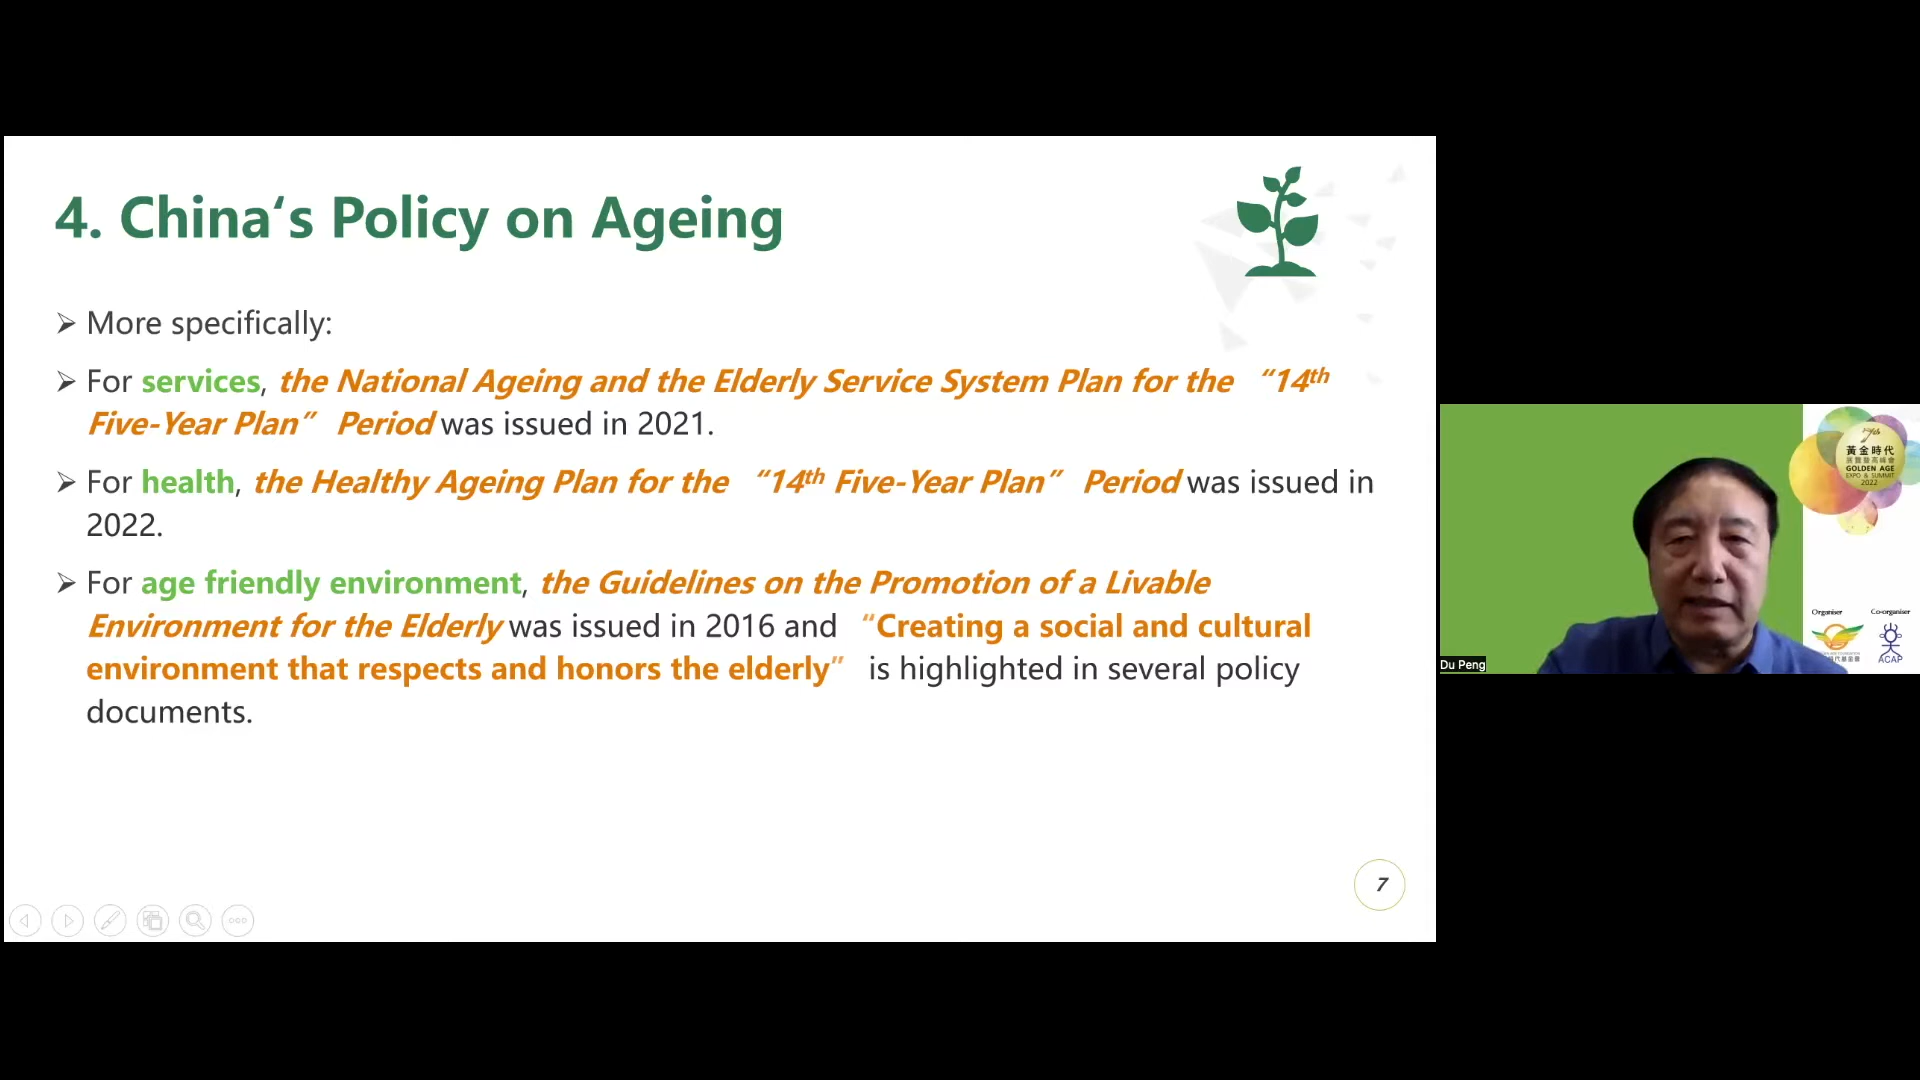 4. China‘s Policy on Ageing
➢ More specifically:
➢ For services, the National Ageing and the Elderly Service System Plan for the “14th
Five-Year Plan” Period was issued in 2021.
➢ For health, the Healthy Ageing Plan for the “14th Five-Year Plan” Period was issued in
2022.
➢ For age friendly environment, the Guidelines on the Promotion of a Livable
Environment for the Elderly was issued in 2016 and “Creating a social and cultural
environment that respects and honors the elderly” is highlighted in several policy
documents.
7
7th
黃金時代
展覽暨高峰會
GOLDEN AGE
EXPO & SUMMIT
2022
Organiser
Co-organiser
ACAP
Du Peng